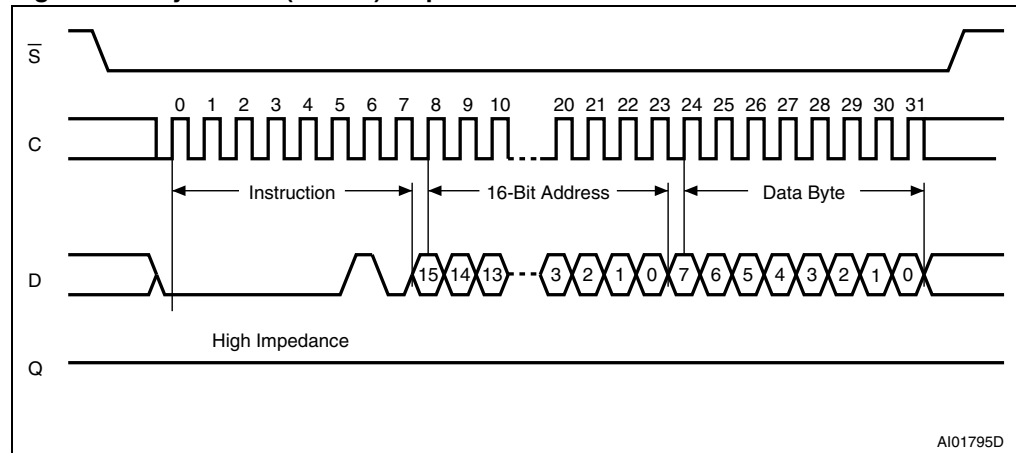 S
0 1 2 3 4 5 6 7 8 9 10 20 21 22 23 24 25 26 27 28 29 30 31
C
Instruction 16-Bit Address Data Byte
D 15 14 13 3 2 1 0 7 6 5 4 3 2 1 0
High Impedance
Q
AI01795D